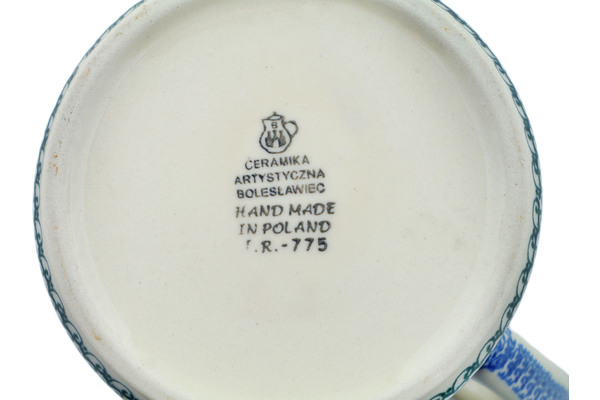 B
CERAMIKA
ARTYSTYCZNA
BOLESŁAWIEC
HAND MADE
IN POLAND
T.R.-775